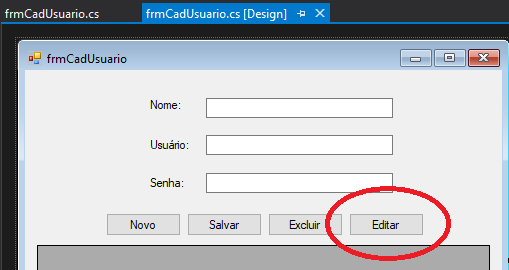 frmCadUsuario.cs
frmCadUsuario.cs [Design]
frmCadUsuario
Nome:
Usuário:
Senha:
Novo Salvar Excluir Editar